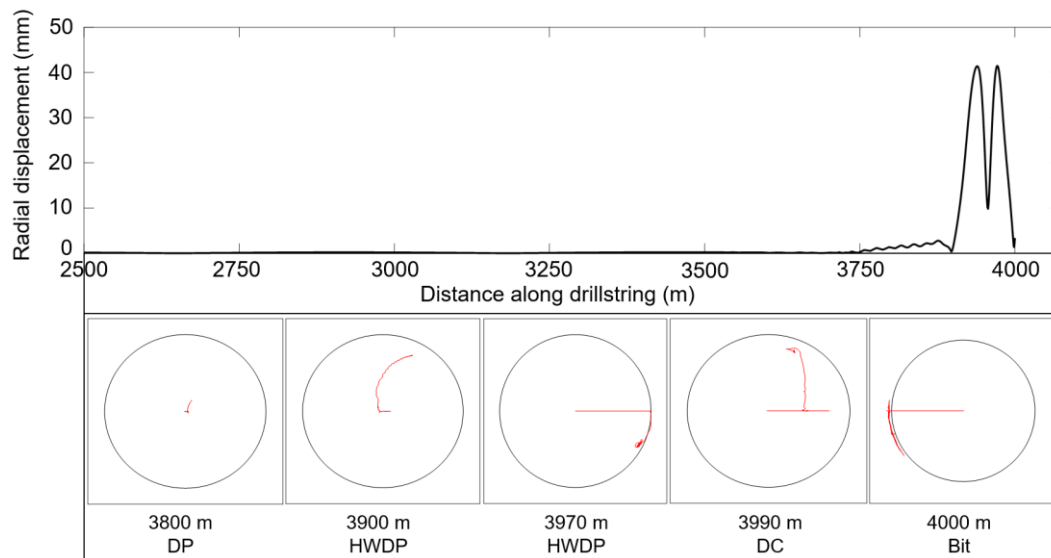 Radial displacement (mm)
50
40
30
20
10
0
2500 2750 3000 3250 3500 3750 4000
Distance along drillstring (m)
3800 m 3900 m 3970 m 3990 m 4000 m
DP HWDP HWDP DC Bit